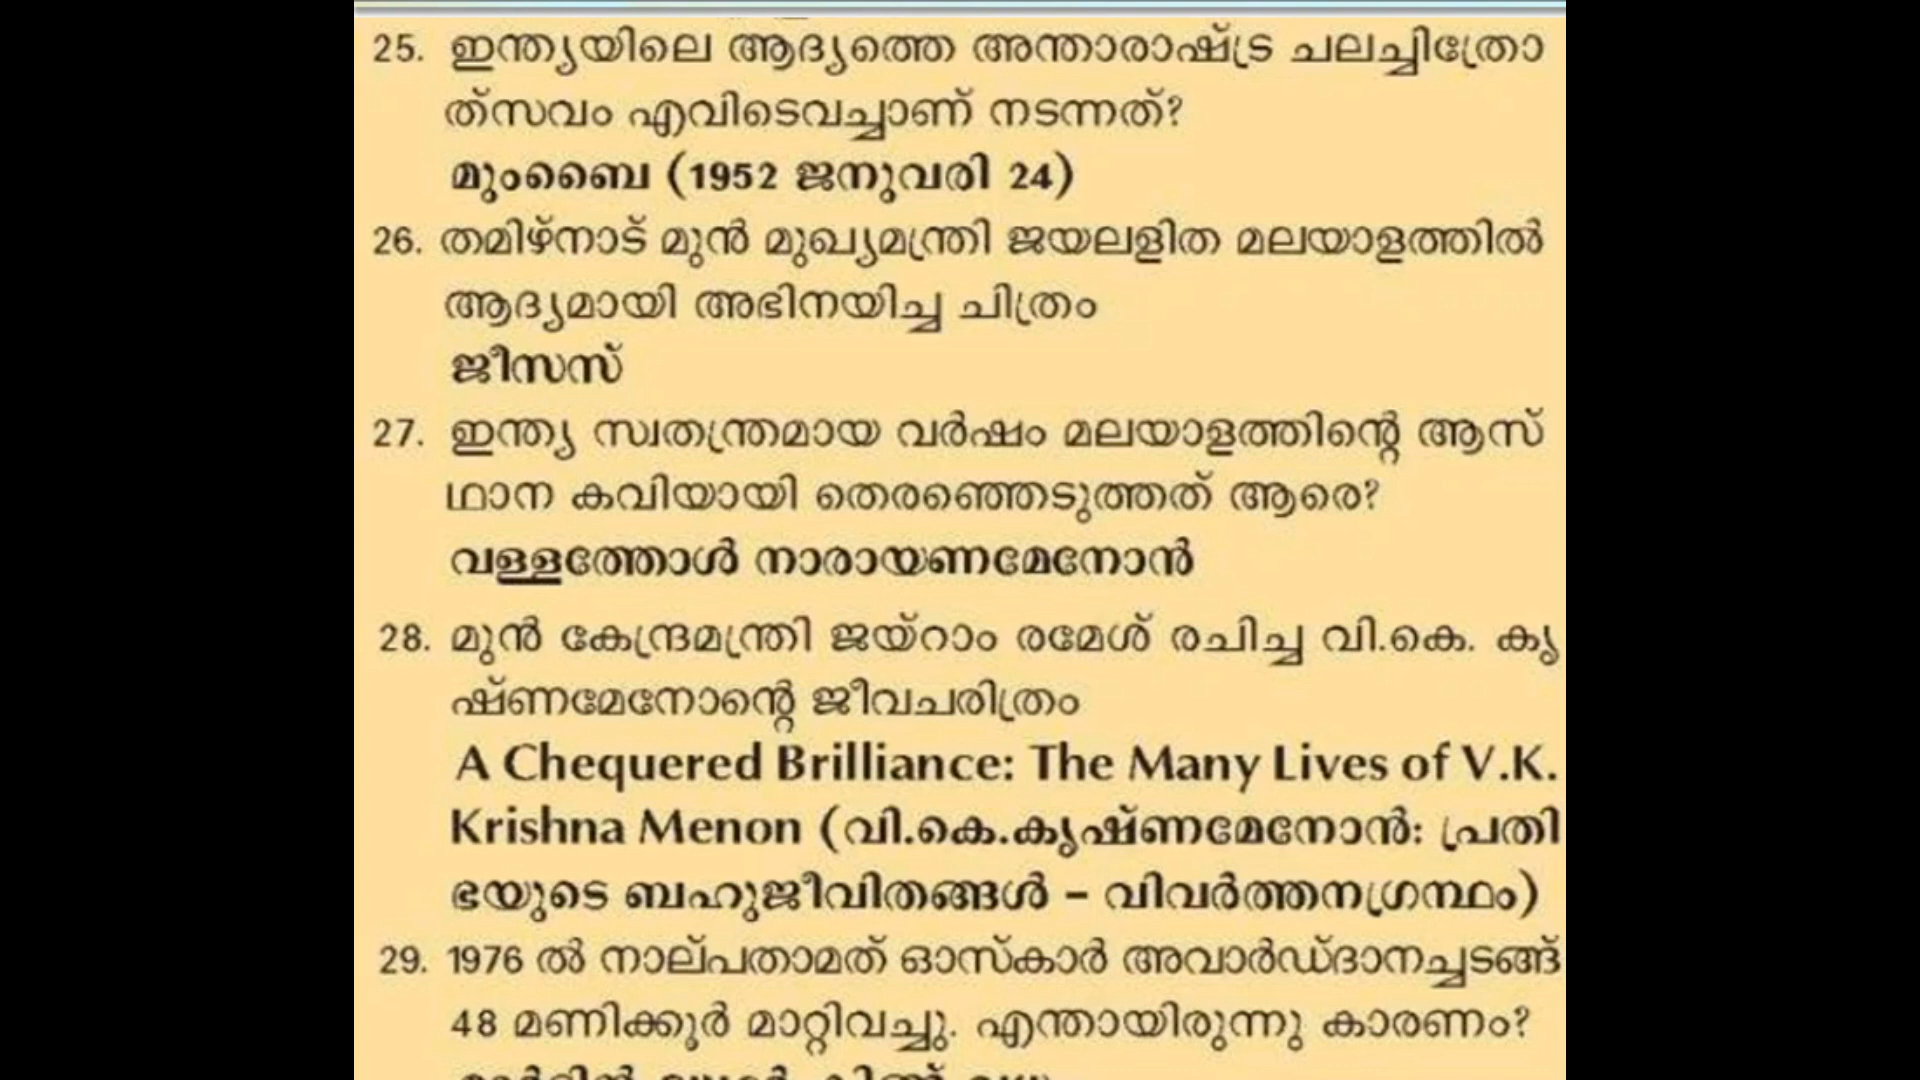 25. ഇന്ത്യയിലെ ആദ്യത്തെ അന്താരാഷ്ട്ര ചലച്ചിത്രോ
ത്സവം എവിടെവച്ചാണ് നടന്നത്?
മുംബൈ (1952 ജനുവരി 24)
26. തമിഴ്നാട് മുൻ മുഖ്യമന്ത്രി ജയലളിത മലയാളത്തിൽ
ആദ്യമായി അഭിനയിച്ച ചിത്രം
ജീസസ്
27. ഇന്ത്യ സ്വതന്ത്രമായ വർഷം മലയാളത്തിന്റെ ആസ്
ഥാന കവിയായി തെരഞ്ഞെടുത്തത് ആരെ?
വള്ളത്തോൾ നാരായണമേനോൻ
28. മുൻ കേന്ദ്രമന്ത്രി ജയ്റാം രമേശ് രചിച്ച വി.കെ. കൃ
ഷ്ണമേനോന്റെ ജീവചരിത്രം
A Chequered Brilliance: The Many Lives of V.K.
Krishna Menon (വി.കെ.കൃഷ്ണമേനോൻ: പ്രതി
ഭയുടെ ബഹുജീവിതങ്ങൾ – വിവർത്തനഗ്രന്ഥം)
29. 1976 ൽ നാല്പതാമത് ഓസ്കാർ അവാർഡ്ദാനച്ചടങ്ങ്
48 മണിക്കൂർ മാറ്റിവച്ചു. എന്തായിരുന്നു കാരണം?